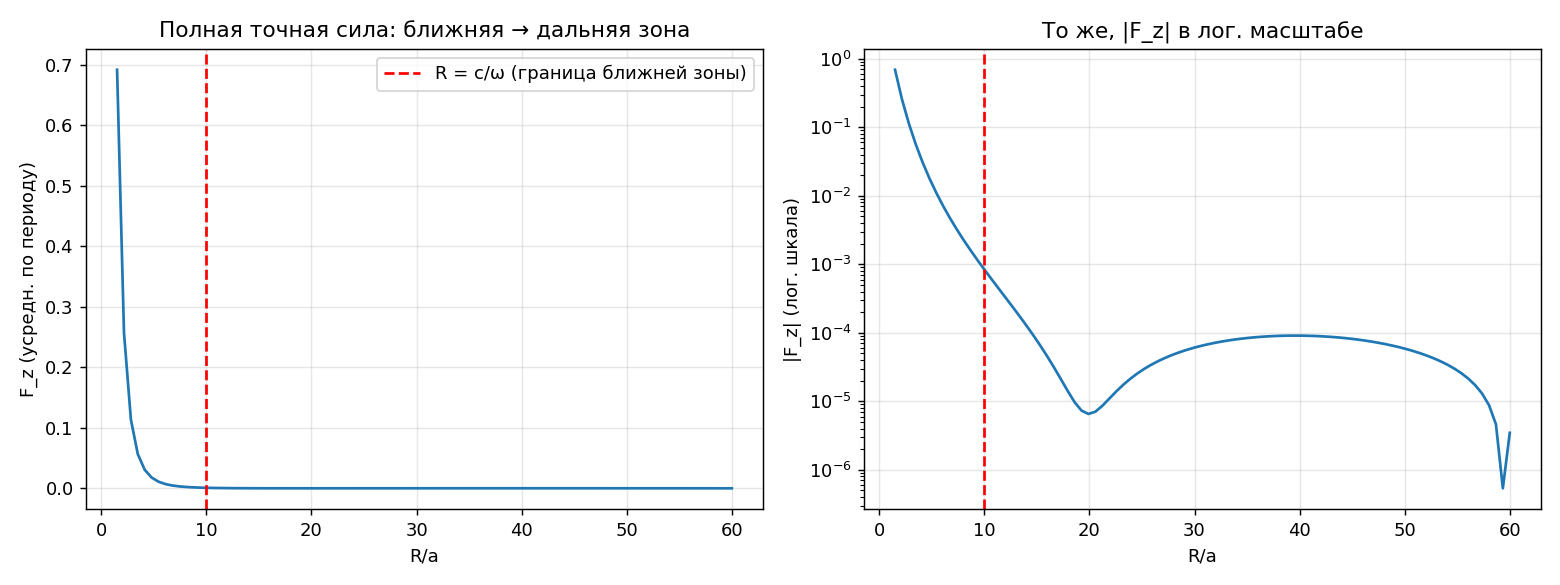 Полная точная сила: ближняя → дальняя зона
F_z (усредн. по периоду)
0.7
0.6
0.5
0.4
0.3
0.2
0.1
0.0
R = c/ω (граница ближней зоны)
0 10 20 30 40 50 60
R/a
То же, |F_z| в лог. масштабе
|F_z| (лог. шкала)
10⁰
10⁻¹
10⁻²
10⁻³
10⁻⁴
10⁻⁵
10⁻⁶
0 10 20 30 40 50 60
R/a